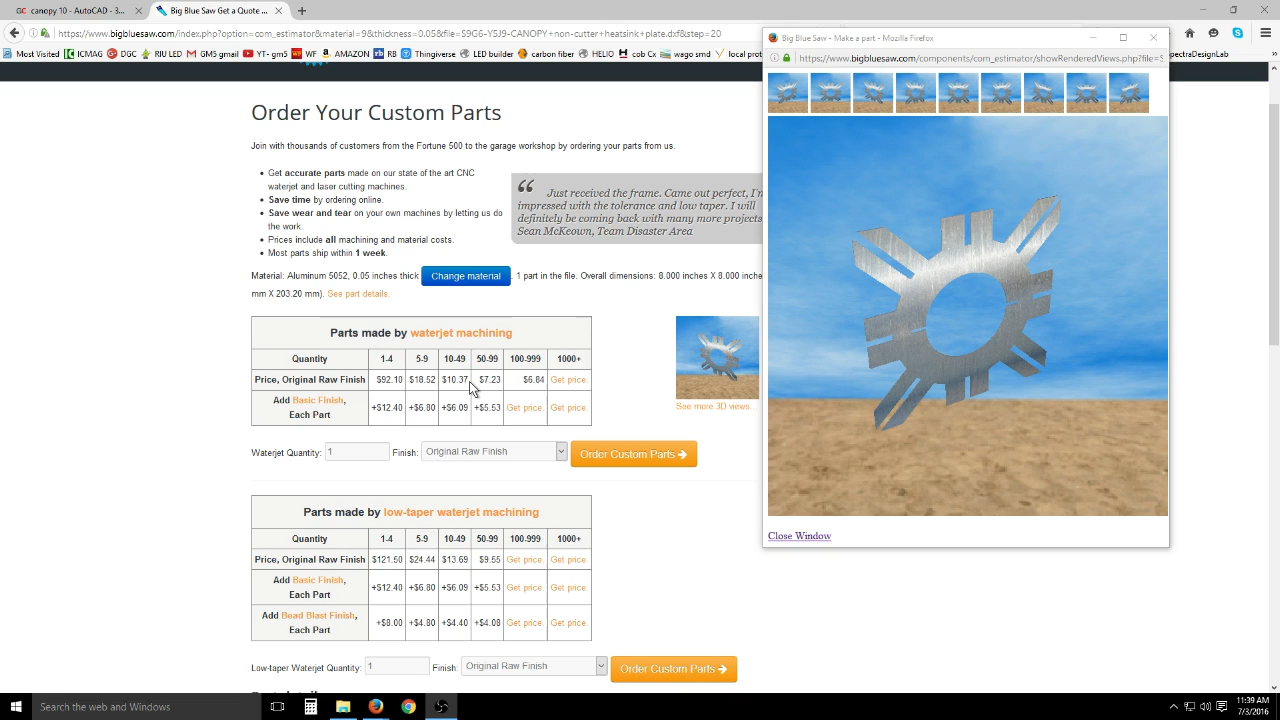 canopy 10 - AutoCAD - ...
Big Blue Saw Get a Quote ...
https://www.bigbluesaw.com/index.php?option=com_estimator&material=9&thickness=0.05&file=S9G6-Y5J9-CANOPY+non-cutter+heatsink+plate.dxf&step=20
Most Visited ICMAG DGC RIU LED GM5 gmail YT- gm5 WF AMAZON RB Thingiverse LED builder carbon fiber HELIO cob Cx wago smd local prot
SpectraDesignLab
Big Blue Saw - Make a part - Mozilla Firefox
https://www.bigbluesaw.com/components/com_estimator/showRenderedViews.php?file=S
Order Your Custom Parts
Join with thousands of customers from the Fortune 500 to the garage workshop by ordering your parts from us.
• Get accurate parts made on our state of the art CNC
waterjet and laser cutting machines.
• Save time by ordering online.
• Save wear and tear on your own machines by letting us do
the work.
• Prices include all machining and material costs.
• Most parts ship within 1 week.
“ Just received the frame. Came out perfect, I'm
impressed with the tolerance and low taper. I will
definitely be coming back with many more projects
Sean McKeown, Team Disaster Area
Material: Aluminum 5052, 0.05 inches thick Change material . 1 part in the file. Overall dimensions: 8.000 inches X 8.000 inche
mm X 203.20 mm). See part details.
Parts made by waterjet machining
Quantity 1-4 5-9 10-49 50-99 100-999 1000+
Price, Original Raw Finish $92.10 $18.52 $10.37 $7.23 $6.84 Get price.
Add Basic Finish,
Each Part +$12.40 +$6.80 +$6.09 +$5.53 Get price. Get price.
See more 3D views...
Waterjet Quantity: 1 Finish: Original Raw Finish Order Custom Parts
Parts made by low-taper waterjet machining
Quantity 1-4 5-9 10-49 50-99 100-999 1000+
Price, Original Raw Finish $121.50 $24.44 $13.69 $9.55 Get price. Get price.
Add Basic Finish,
Each Part +$12.40 +$6.80 +$6.09 +$5.53 Get price. Get price.
Add Bead Blast Finish,
Each Part +$8.00 +$4.80 +$4.40 +$4.08 Get price. Get price.
Low-taper Waterjet Quantity: 1 Finish: Original Raw Finish Order Custom Parts
Close Window
Search the web and Windows
11:39 AM
7/3/2016